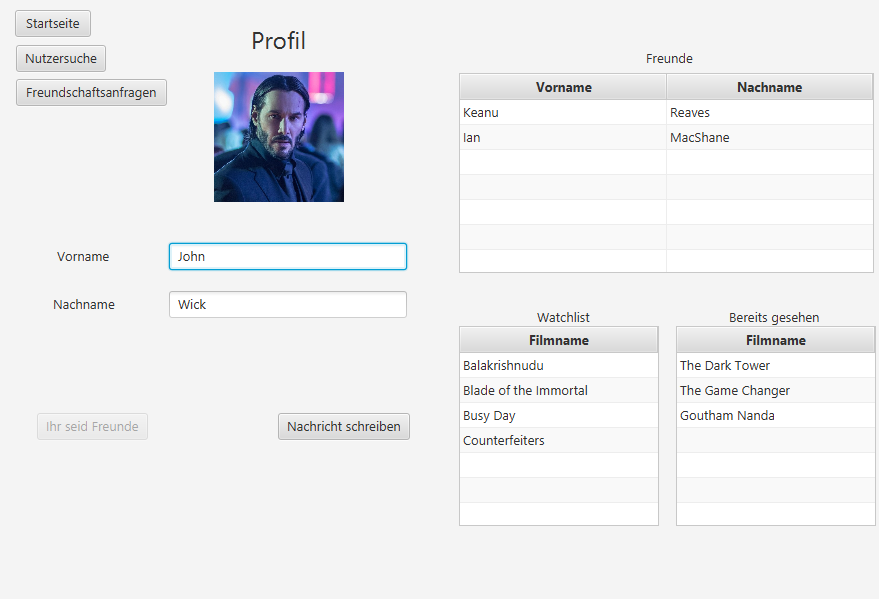 Startseite
Nutzersuche
Freundschaftsanfragen
Profil
Vorname
John
Nachname
Wick
Ihr seid Freunde
Nachricht schreiben
Freunde
Vorname Nachname
Keanu Reaves
Ian MacShane
Watchlist
Filmname
Balakrishnudu
Blade of the Immortal
Busy Day
Counterfeiters
Bereits gesehen
Filmname
The Dark Tower
The Game Changer
Goutham Nanda